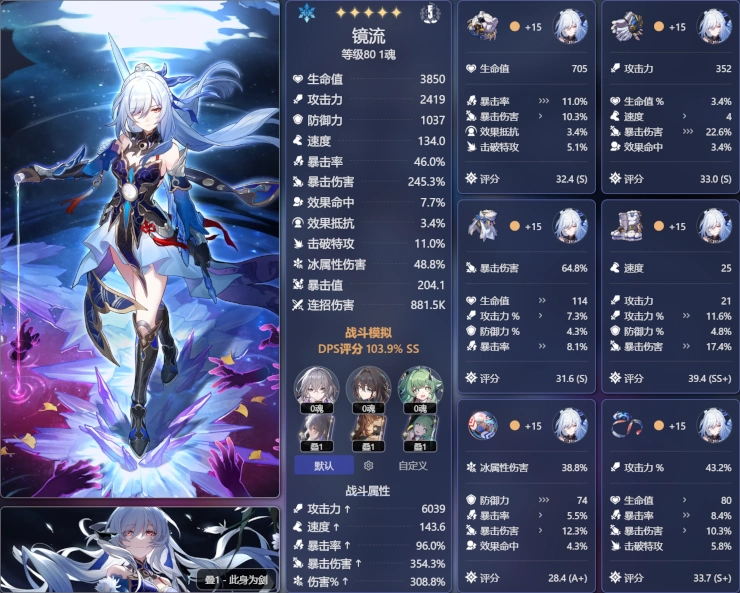 5
镜流
等级80 1魂
生命值 3850
攻击力 2419
防御力 1037
速度 134.0
暴击率 46.0%
暴击伤害 245.3%
效果命中 7.7%
效果抵抗 3.4%
击破特攻 11.0%
冰属性伤害 48.8%
暴击值 204.1
连招伤害 881.5K
战斗模拟
DPS评分 103.9% SS
0魂 0魂 0魂
叠1 叠1 叠1
默认 自定义
战斗属性
攻击力↑ 6039
速度↑ 143.6
暴击率↑ 96.0%
暴击伤害↑ 354.3%
伤害%↑ 308.8%
叠1 - 此身为剑
+15
生命值 705
暴击率 >>> 11.0%
暴击伤害 > 10.3%
效果抵抗 3.4%
击破特攻 5.1%
评分 32.4 (S)
+15
攻击力 352
生命值 % 3.4%
速度 > 4
暴击伤害 >>> 22.6%
效果命中 3.4%
评分 33.0 (S)
+15
暴击伤害 64.8%
生命值 >> 114
攻击力 % > 7.3%
防御力 % 4.3%
暴击率 >> 8.1%
评分 31.6 (S)
+15
速度 25
攻击力 21
攻击力 % >> 11.6%
防御力 % 4.8%
暴击伤害 >> 17.4%
评分 39.4 (SS+)
+15
冰属性伤害 38.8%
防御力 >>> 74
暴击率 > 5.5%
暴击伤害 > 12.3%
效果命中 4.3%
评分 28.4 (A+)
+15
攻击力 % 43.2%
生命值 > 80
暴击率 >> 8.4%
暴击伤害 > 10.3%
击破特攻 5.8%
评分 33.7 (S+)